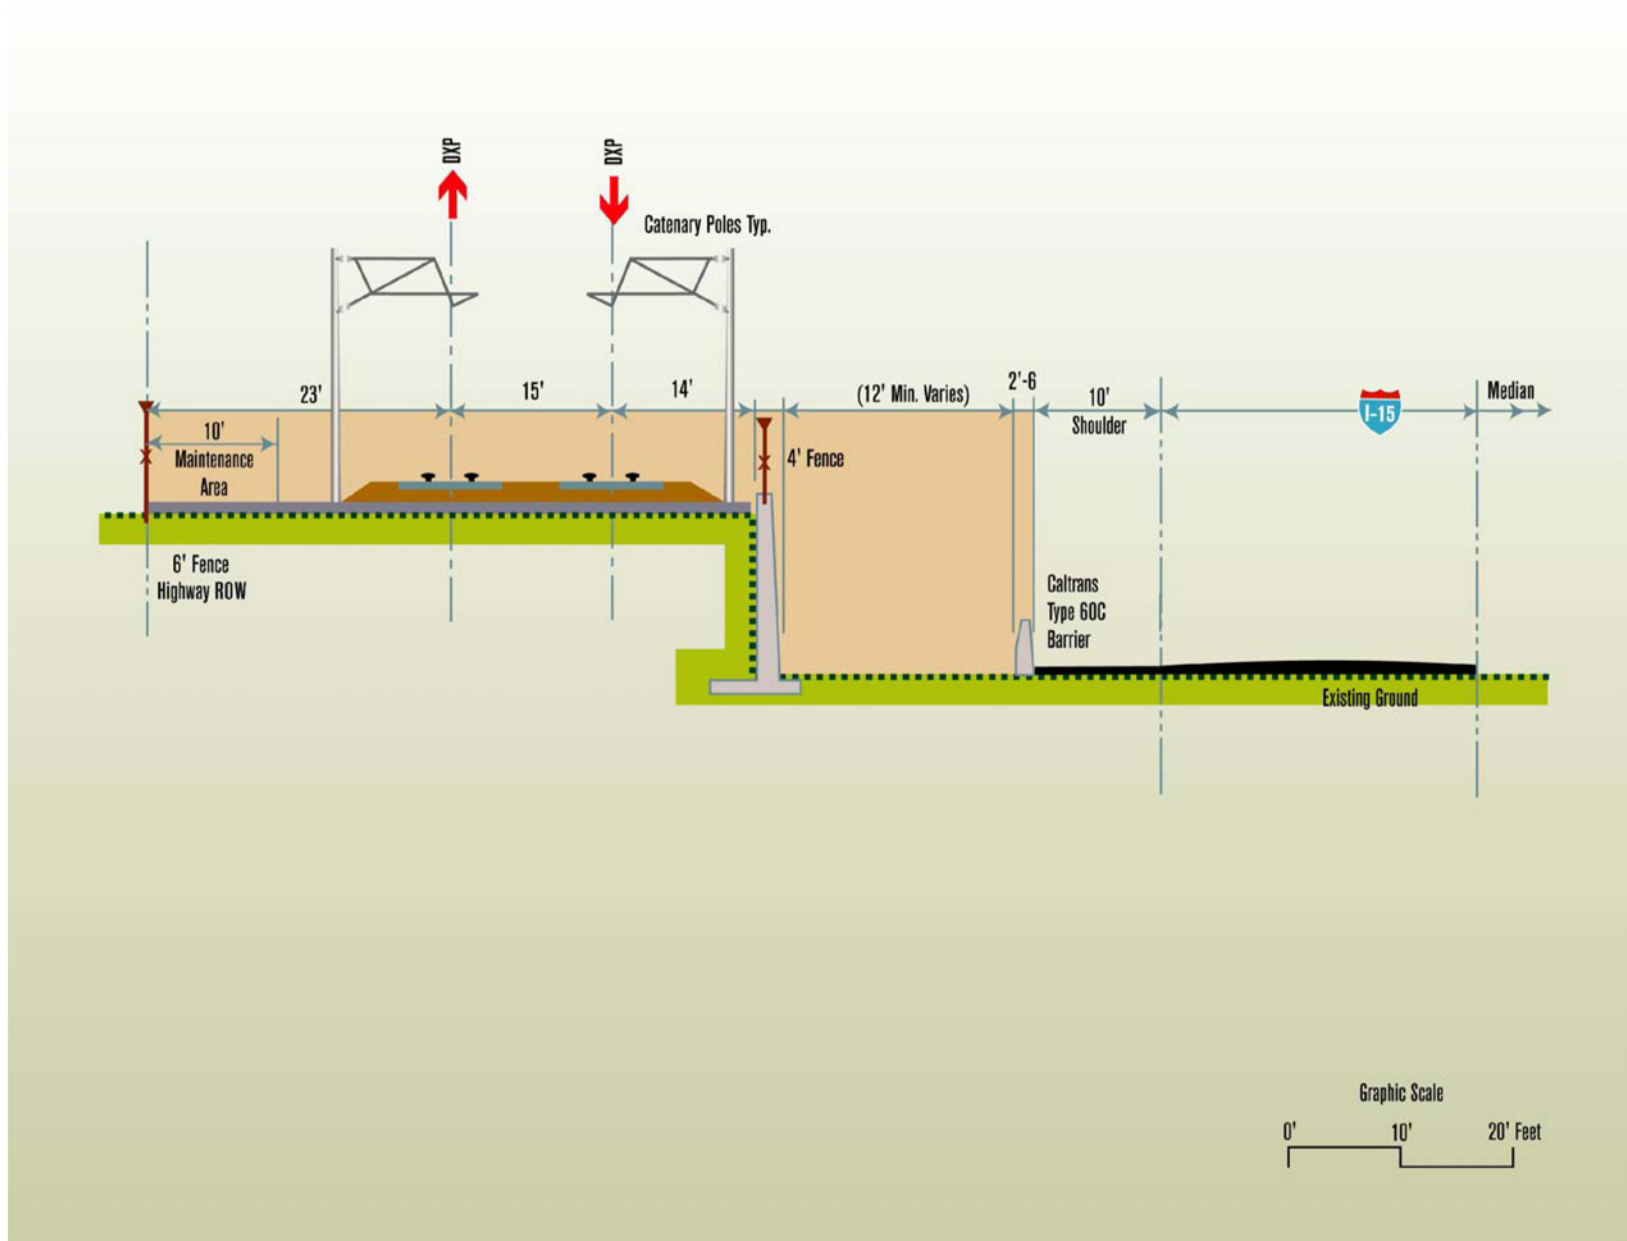 DXP
DXP
Catenary Poles Typ.
23'
15'
14'
(12' Min. Varies)
2'-6
10'
Shoulder
I-15
Median
10'
Maintenance
Area
4' Fence
6' Fence
Highway ROW
Caltrans
Type 60C
Barrier
Existing Ground
Graphic Scale
0'
10'
20' Feet